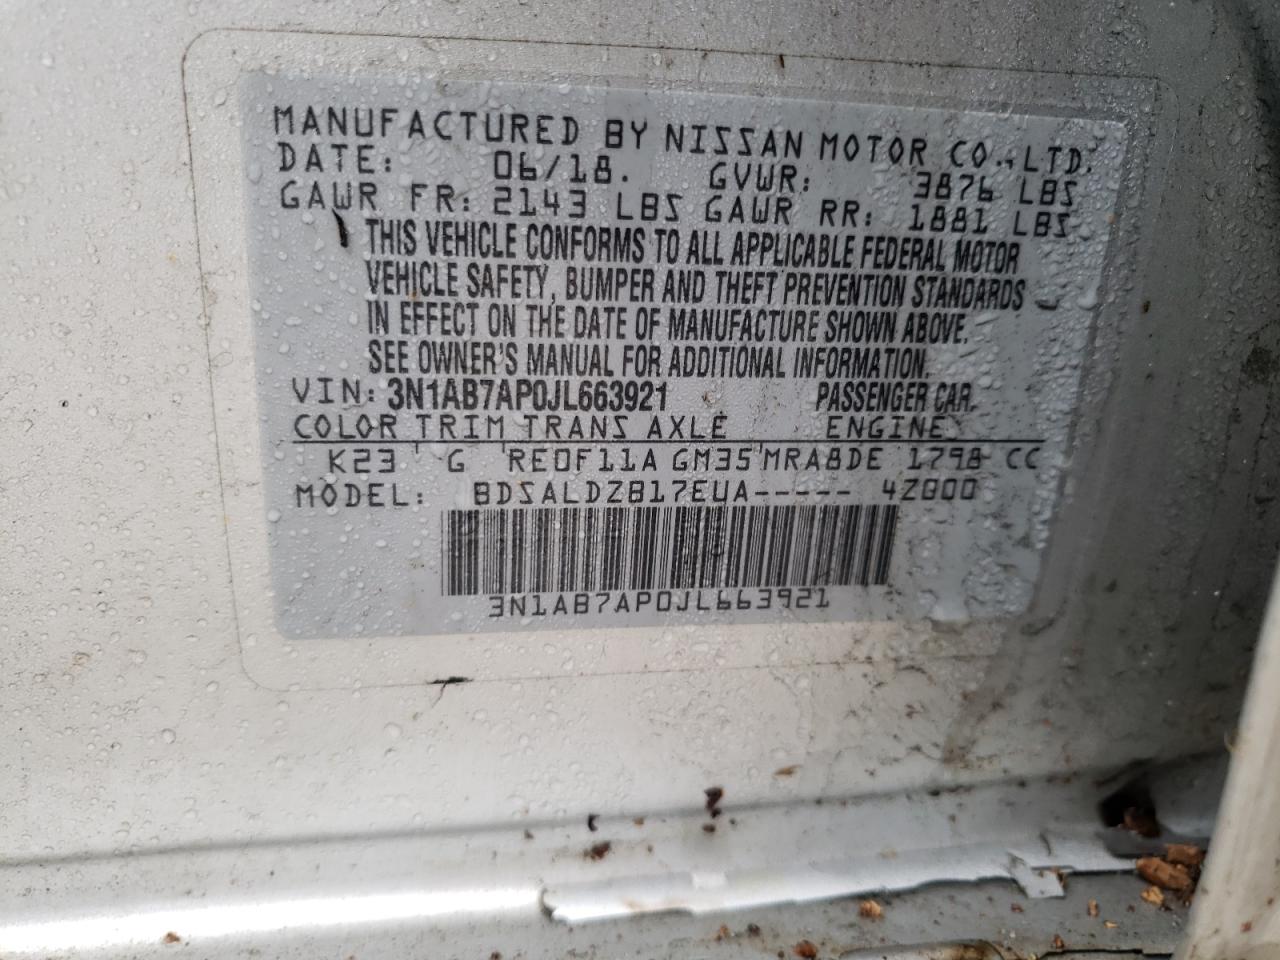 MANUFACTURED BY NISSAN MOTOR CO.,LTD.
DATE: 06/18. GVWR: 3876 LBS
GAWR FR: 2143 LBS GAWR RR: 1881 LBS
THIS VEHICLE CONFORMS TO ALL APPLICABLE FEDERAL MOTOR
VEHICLE SAFETY, BUMPER AND THEFT PREVENTION STANDARDS
IN EFFECT ON THE DATE OF MANUFACTURE SHOWN ABOVE.
SEE OWNER'S MANUAL FOR ADDITIONAL INFORMATION.
VIN: 3N1AB7AP0JL663921 PASSENGER CAR.
COLOR TRIM TRANS AXLE ENGINE
K23 G RE0F11A GM35 MRA8DE 1798 CC
MODEL: BDSALDZB17EUA----- 4Z000
3N1AB7AP0JL663921